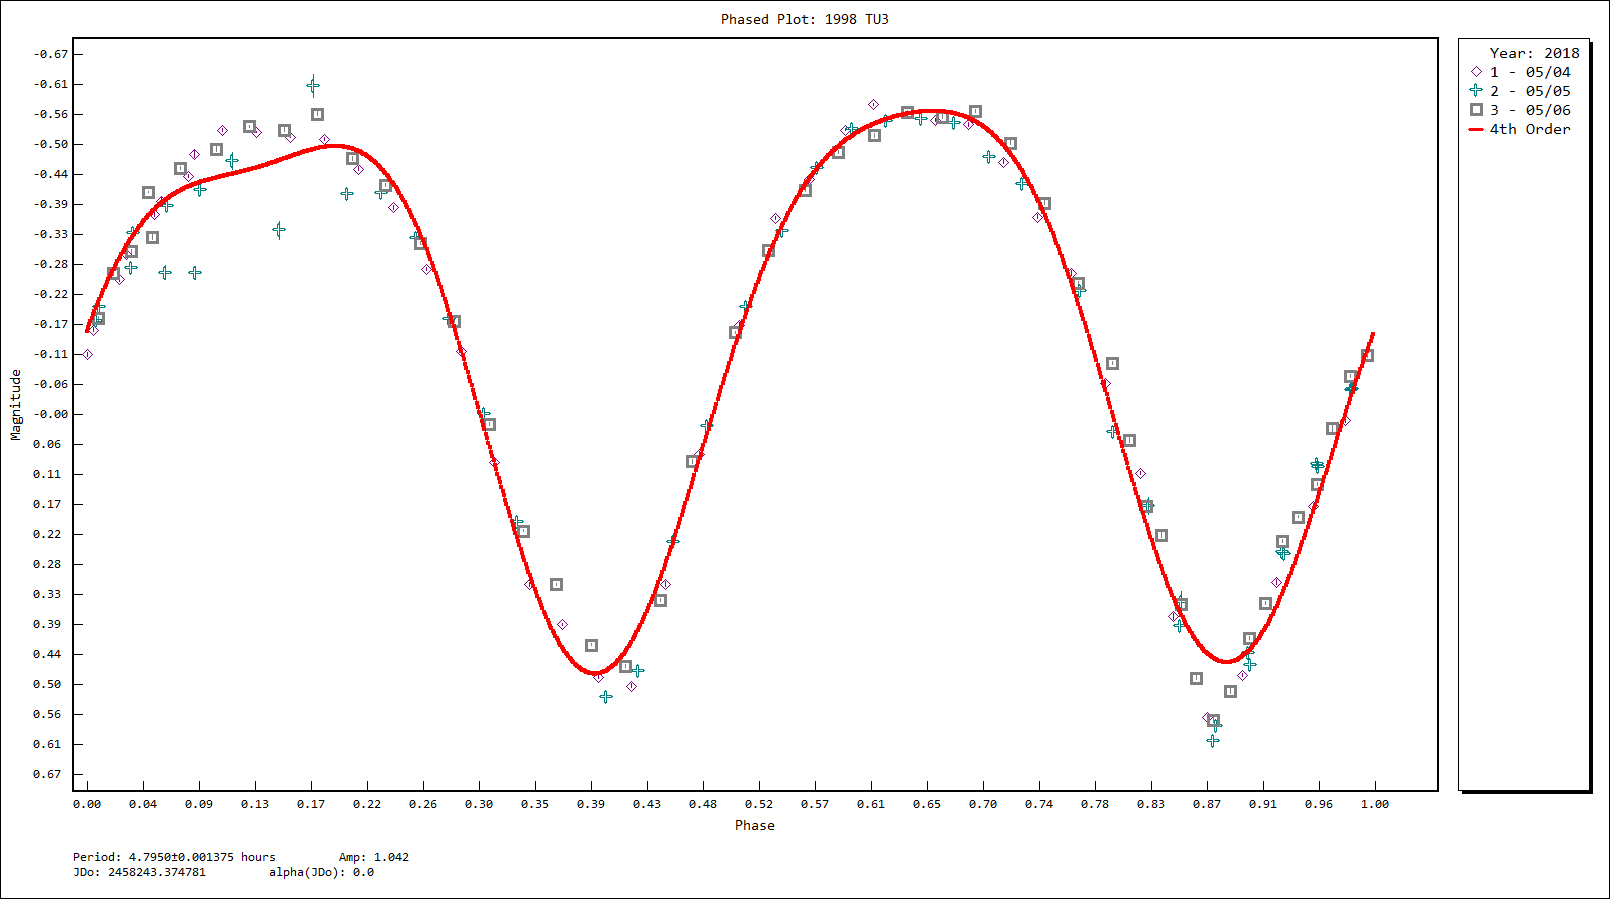 Phased Plot: 1998 TU3
Year: 2018
1 - 05/04
2 - 05/05
3 - 05/06
4th Order
-0.67
-0.61
-0.56
-0.50
-0.44
-0.39
-0.33
-0.28
-0.22
-0.17
-0.11
-0.06
-0.00
0.06
0.11
0.17
0.22
0.28
0.33
0.39
0.44
0.50
0.56
0.61
0.67
Magnitude
0.00 0.04 0.09 0.13 0.17 0.22 0.26 0.30 0.35 0.39 0.43 0.48 0.52 0.57 0.61 0.65 0.70 0.74 0.78 0.83 0.87 0.91 0.96 1.00
Phase
Period: 4.7950±0.001375 hours Amp: 1.042
JDo: 2458243.374781 alpha(JDo): 0.0